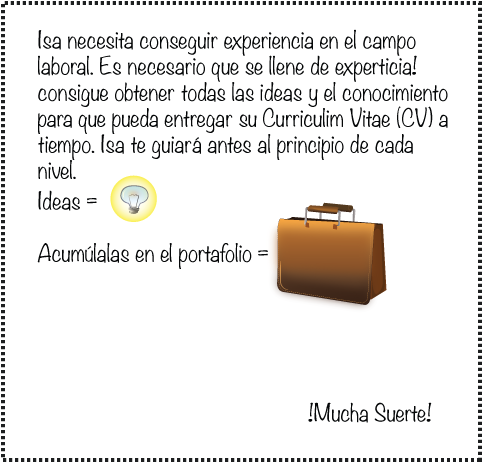 Isa necesita conseguir experiencia en el campo
laboral. Es necesario que se llene de experticia!
consigue obtener todas las ideas y el conocimiento
para que pueda entregar su Curriculim Vitae (CV) a
tiempo. Isa te guiará antes al principio de cada
nivel.
Ideas =
Acumúlalas en el portafolio =
!Mucha Suerte!